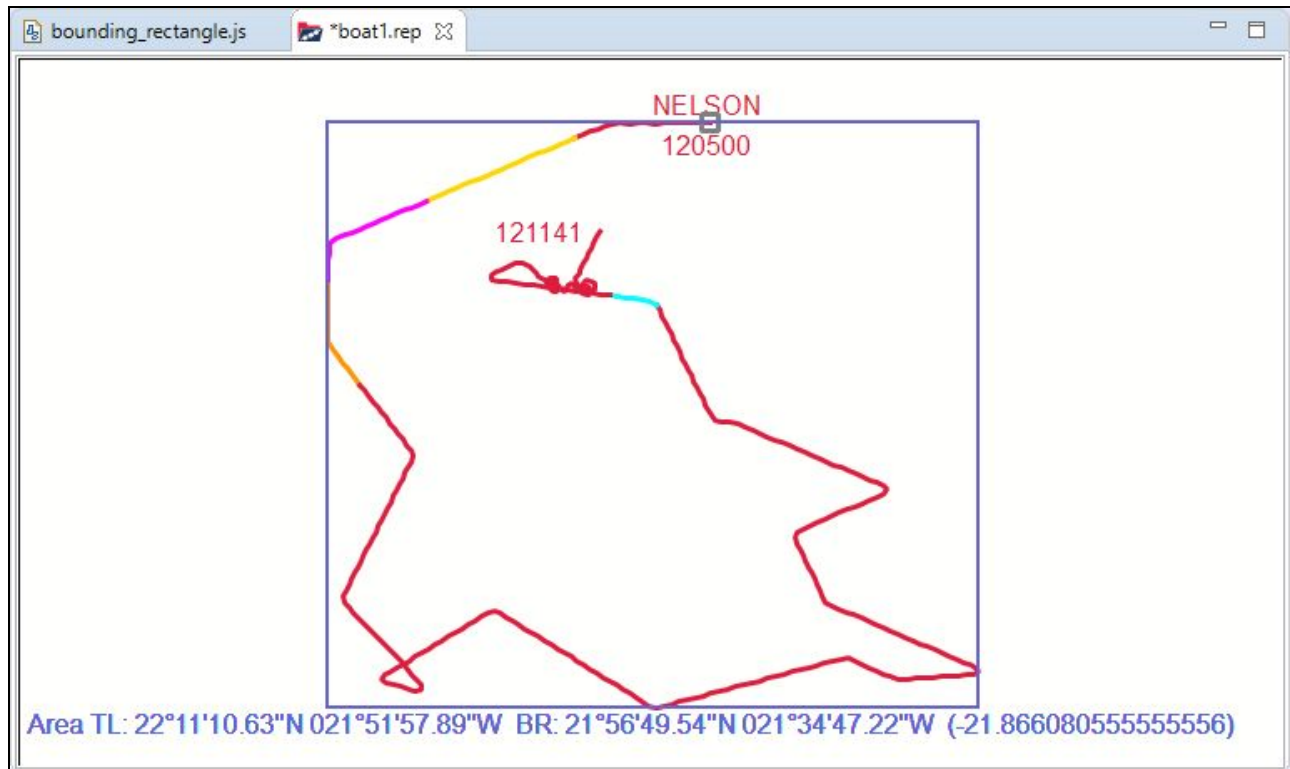 bounding_rectangle.js *boat1.rep
NELSON
120500
121141
Area TL: 22°11'10.63"N 021°51'57.89"W BR: 21°56'49.54"N 021°34'47.22"W (-21.866080555555556)